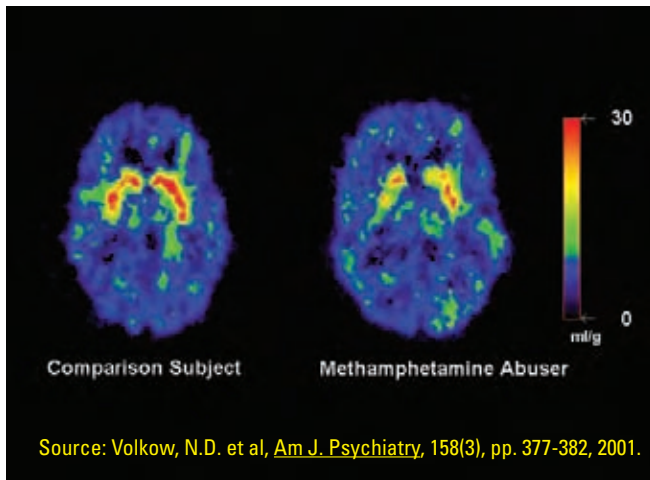 30
0
ml/g
Comparison Subject
Methamphetamine Abuser
Source: Volkow, N.D. et al, Am J. Psychiatry, 158(3), pp. 377-382, 2001.